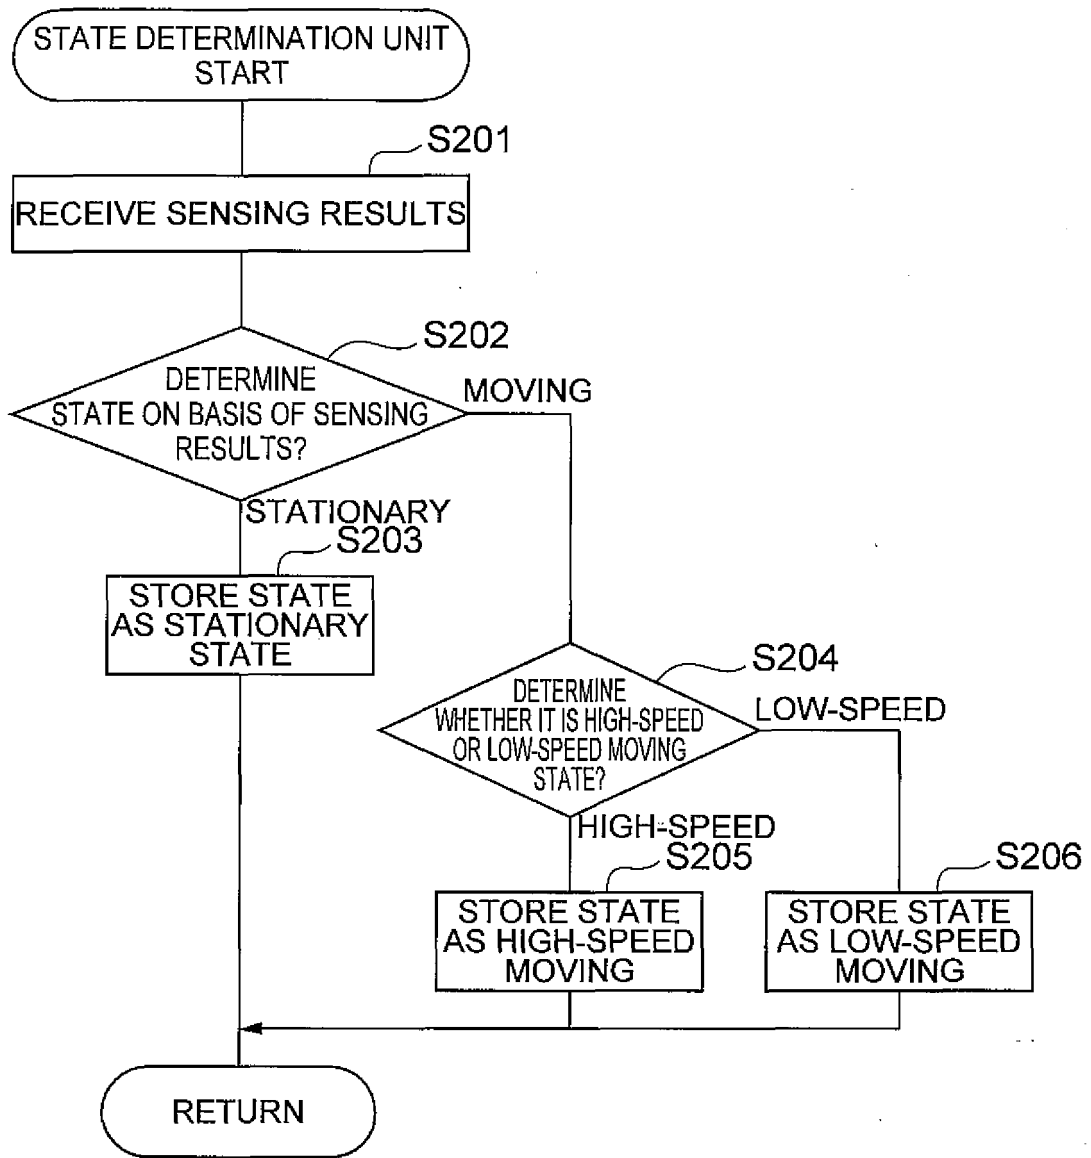 STATE DETERMINATION UNIT
START
S201
RECEIVE SENSING RESULTS
S202
DETERMINE
STATE ON BASIS OF SENSING
RESULTS?
MOVING
STATIONARY
S203
STORE STATE
AS STATIONARY
STATE
S204
DETERMINE
WHETHER IT IS HIGH-SPEED
OR LOW-SPEED MOVING
STATE?
LOW-SPEED
HIGH-SPEED
S205
STORE STATE
AS HIGH-SPEED
MOVING
S206
STORE STATE
AS LOW-SPEED
MOVING
RETURN